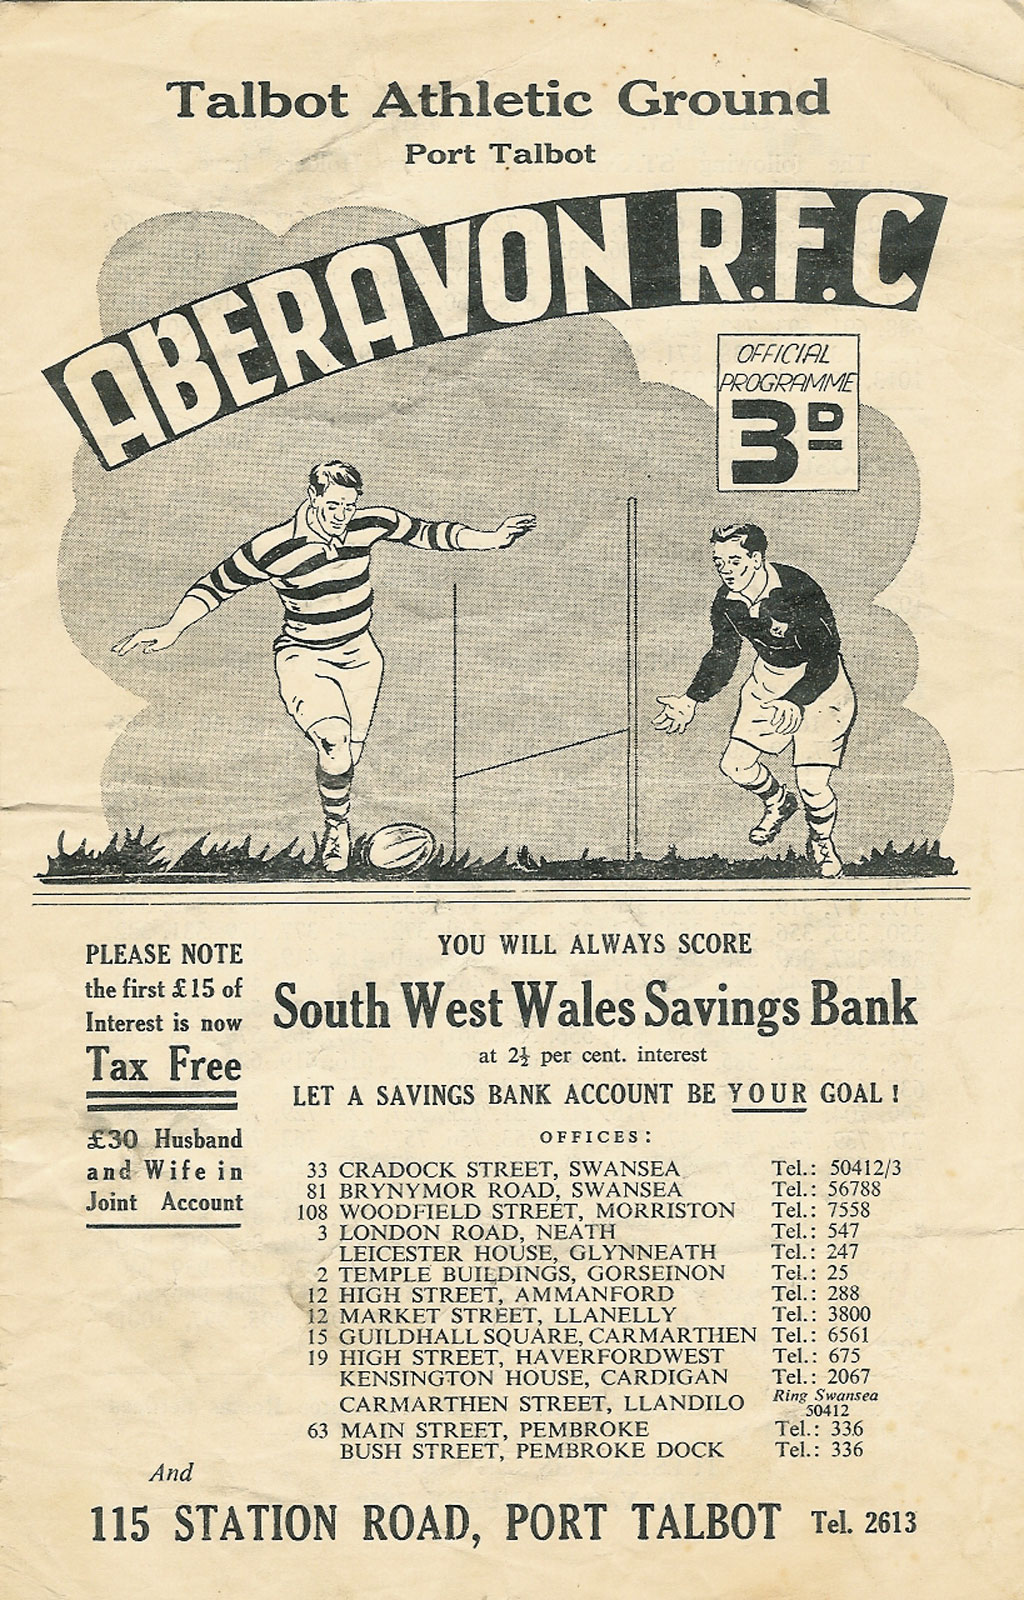 Talbot Athletic Ground
Port Talbot
ABERAVON R.F.C
OFFICIAL
PROGRAMME
3D
PLEASE NOTE
the first £15 of
Interest is now
Tax Free
£30 Husband
and Wife in
Joint Account
YOU WILL ALWAYS SCORE
South West Wales Savings Bank
at 2½ per cent. interest
LET A SAVINGS BANK ACCOUNT BE YOUR GOAL !
OFFICES:
33 CRADOCK STREET, SWANSEA Tel.: 50412/3
81 BRYNYMOR ROAD, SWANSEA Tel.: 56788
108 WOODFIELD STREET, MORRISTON Tel.: 7558
3 LONDON ROAD, NEATH Tel.: 547
LEICESTER HOUSE, GLYNNEATH Tel.: 247
2 TEMPLE BUILDINGS, GORSEINON Tel.: 25
12 HIGH STREET, AMMANFORD Tel.: 288
12 MARKET STREET, LLANELLY Tel.: 3800
15 GUILDHALL SQUARE, CARMARTHEN Tel.: 6561
19 HIGH STREET, HAVERFORDWEST Tel.: 675
KENSINGTON HOUSE, CARDIGAN Tel.: 2067
CARMARTHEN STREET, LLANDILO Ring Swansea 50412
63 MAIN STREET, PEMBROKE Tel.: 336
BUSH STREET, PEMBROKE DOCK Tel.: 336
And
115 STATION ROAD, PORT TALBOT Tel. 2613